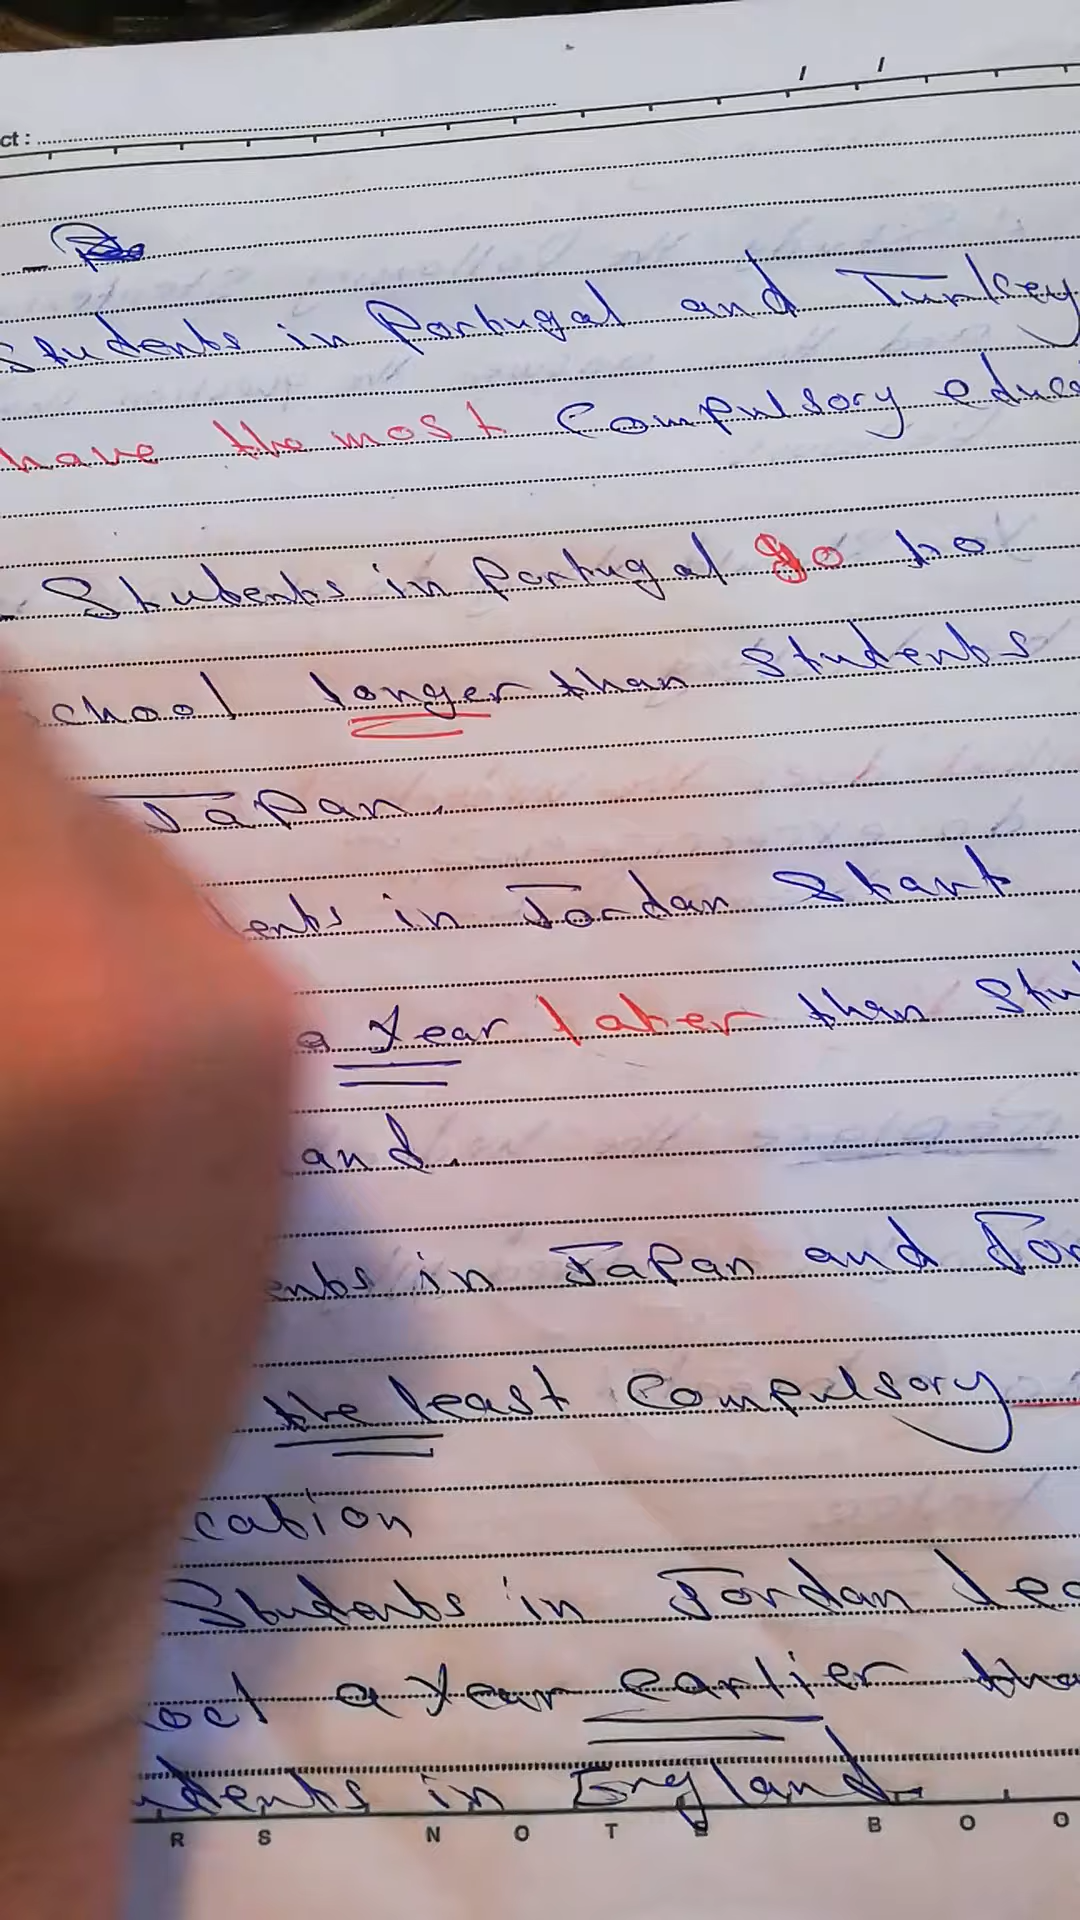 ct :
Students in Portugal and Turkey
have the most Compulsory educa
- Students in Portugal go to
chool longer than students
Japan.
ents in Jordan Start
a year later than Stu
and.
ents in Japan and Jor
the least Compulsory
cation
Students in Jordan lea
ool a year earlier tha
dents in England.
R S N O T E B O O